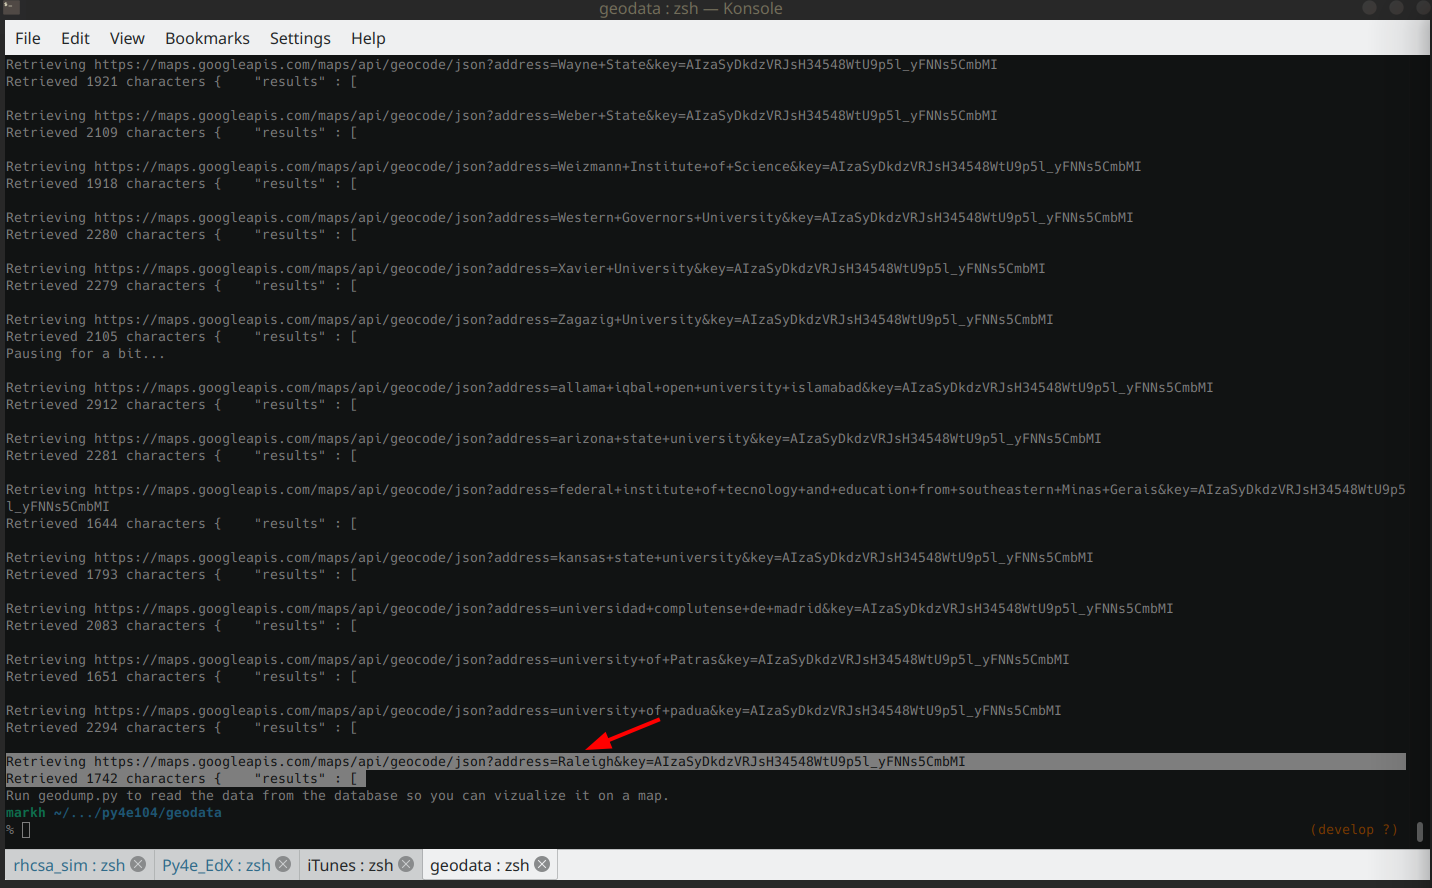 geodata : zsh — Konsole
File Edit View Bookmarks Settings Help
Retrieving https://maps.googleapis.com/maps/api/geocode/json?address=Wayne+State&key=AIzaSyDkdzVRJsH34548WtU9p5l_yFNNs5CmbMI
Retrieved 1921 characters {    "results" : [
Retrieving https://maps.googleapis.com/maps/api/geocode/json?address=Weber+State&key=AIzaSyDkdzVRJsH34548WtU9p5l_yFNNs5CmbMI
Retrieved 2109 characters {    "results" : [
Retrieving https://maps.googleapis.com/maps/api/geocode/json?address=Weizmann+Institute+of+Science&key=AIzaSyDkdzVRJsH34548WtU9p5l_yFNNs5CmbMI
Retrieved 1918 characters {    "results" : [
Retrieving https://maps.googleapis.com/maps/api/geocode/json?address=Western+Governors+University&key=AIzaSyDkdzVRJsH34548WtU9p5l_yFNNs5CmbMI
Retrieved 2280 characters {    "results" : [
Retrieving https://maps.googleapis.com/maps/api/geocode/json?address=Xavier+University&key=AIzaSyDkdzVRJsH34548WtU9p5l_yFNNs5CmbMI
Retrieved 2279 characters {    "results" : [
Retrieving https://maps.googleapis.com/maps/api/geocode/json?address=Zagazig+University&key=AIzaSyDkdzVRJsH34548WtU9p5l_yFNNs5CmbMI
Retrieved 2105 characters {    "results" : [
Pausing for a bit...
Retrieving https://maps.googleapis.com/maps/api/geocode/json?address=allama+iqbal+open+university+islamabad&key=AIzaSyDkdzVRJsH34548WtU9p5l_yFNNs5CmbMI
Retrieved 2912 characters {    "results" : [
Retrieving https://maps.googleapis.com/maps/api/geocode/json?address=arizona+state+university&key=AIzaSyDkdzVRJsH34548WtU9p5l_yFNNs5CmbMI
Retrieved 2281 characters {    "results" : [
Retrieving https://maps.googleapis.com/maps/api/geocode/json?address=federal+institute+of+tecnology+and+education+from+southeastern+Minas+Gerais&key=AIzaSyDkdzVRJsH34548WtU9p5
l_yFNNs5CmbMI
Retrieved 1644 characters {    "results" : [
Retrieving https://maps.googleapis.com/maps/api/geocode/json?address=kansas+state+university&key=AIzaSyDkdzVRJsH34548WtU9p5l_yFNNs5CmbMI
Retrieved 1793 characters {    "results" : [
Retrieving https://maps.googleapis.com/maps/api/geocode/json?address=universidad+complutense+de+madrid&key=AIzaSyDkdzVRJsH34548WtU9p5l_yFNNs5CmbMI
Retrieved 2083 characters {    "results" : [
Retrieving https://maps.googleapis.com/maps/api/geocode/json?address=university+of+Patras&key=AIzaSyDkdzVRJsH34548WtU9p5l_yFNNs5CmbMI
Retrieved 1651 characters {    "results" : [
Retrieving https://maps.googleapis.com/maps/api/geocode/json?address=university+of+padua&key=AIzaSyDkdzVRJsH34548WtU9p5l_yFNNs5CmbMI
Retrieved 2294 characters {    "results" : [
Retrieving https://maps.googleapis.com/maps/api/geocode/json?address=Raleigh&key=AIzaSyDkdzVRJsH34548WtU9p5l_yFNNs5CmbMI
Retrieved 1742 characters {    "results" : [
Run geodump.py to read the data from the database so you can vizualize it on a map.
markh ~/.../py4e104/geodata
% (develop ?)
rhcsa_sim : zsh Py4e_EdX : zsh iTunes : zsh geodata : zsh